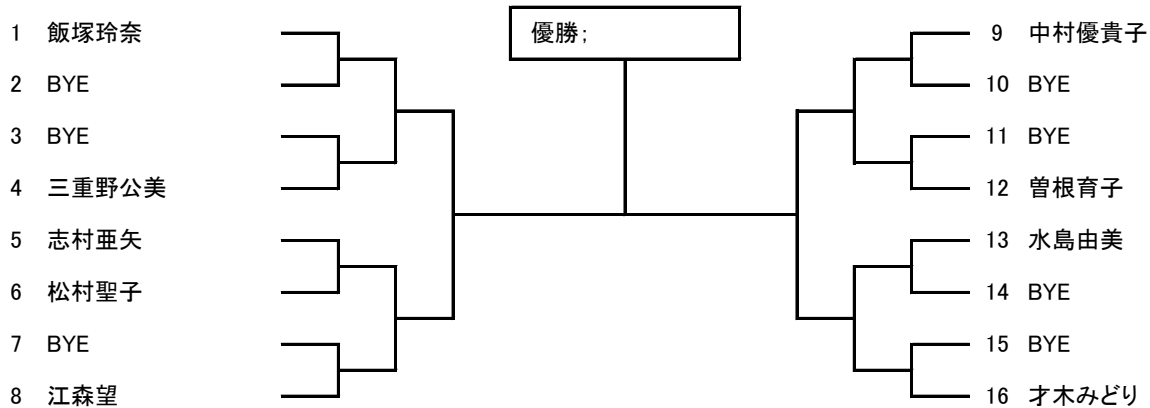 優勝;
1 飯塚玲奈
2 BYE
3 BYE
4 三重野公美
5 志村亜矢
6 松村聖子
7 BYE
8 江森望
9 中村優貴子
10 BYE
11 BYE
12 曽根育子
13 水島由美
14 BYE
15 BYE
16 才木みどり